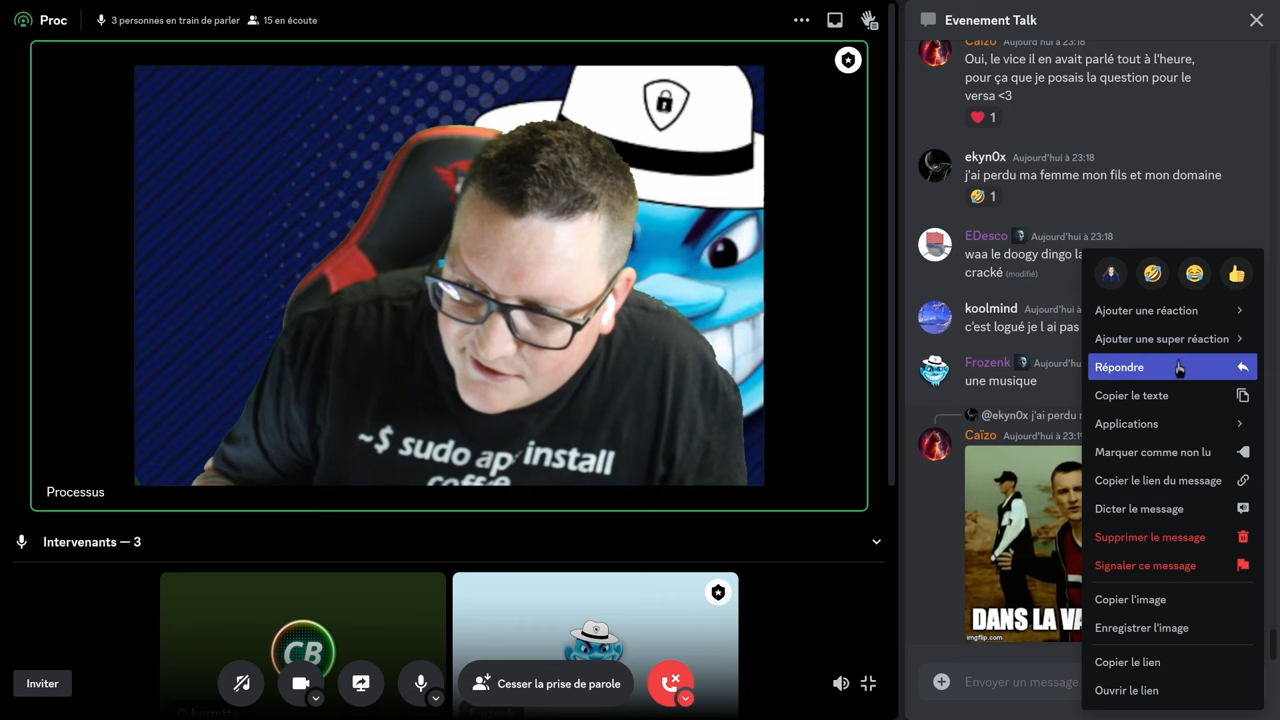 Proc
3 personnes en train de parler
15 en écoute
Evenement Talk
Caïzo Aujourd'hui à 23:18
Oui, le vice il en avait parlé tout à l'heure,
pour ça que je posais la question pour le
versa <3
1
ekyn0x Aujourd'hui à 23:18
j'ai perdu ma femme mon fils et mon domaine
1
EDesco Aujourd'hui à 23:18
waa le doogy dingo
cracké (modifié)
koolmind Aujourd'hui à
c'est logué je l ai pas
Frozenk
une musique
@ekyn0x j'ai perdu
Caïzo Aujourd'hui à 23:19
DANS LA
imgflip.com
Envoyer un message
Ajouter une réaction
Ajouter une super réaction
Répondre
Copier le texte
Applications
Marquer comme non lu
Copier le lien du message
Dicter le message
Supprimer le message
Signaler ce message
Copier l'image
Enregistrer l'image
Copier le lien
Ouvrir le lien
~$ sudo apt install
coffee
Processus
Intervenants — 3
CB
Inviter
Cesser la prise de parole